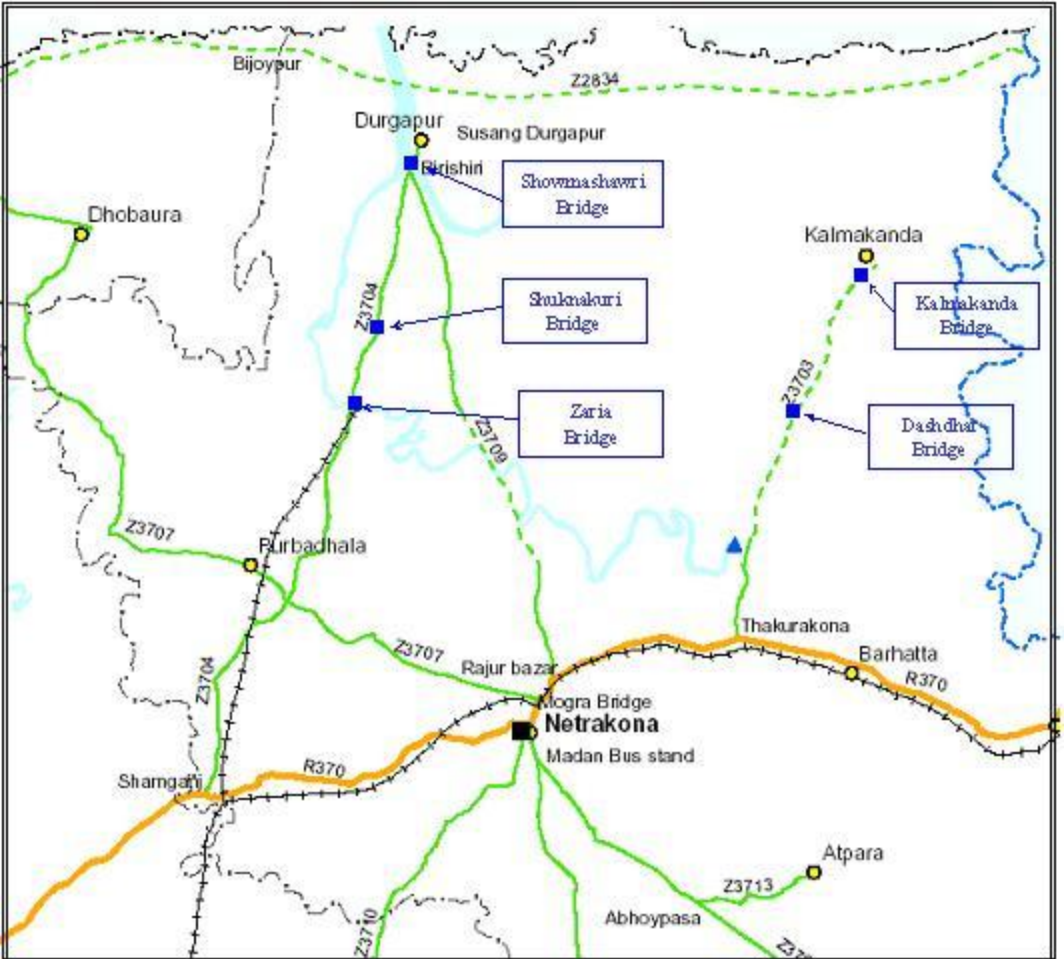 Bijoypur
Z2834
Durgapur
Susang Durgapur
Birishiri
Showmashawri
Bridge
Dhobaura
Kalmakanda
Z3704
Shuknakuri
Bridge
Kalmakanda
Bridge
Z3703
Zaria
Bridge
Z3709
Dashdhar
Bridge
Z3707
Purbadhala
Thakurakona
Z3707
Rajur bazar
Barhatta
R370
Z3704
Mogra Bridge
Netrakona
Madan Bus stand
R370
Shamganj
Atpara
Z3713
Abhoypasa
Z3710